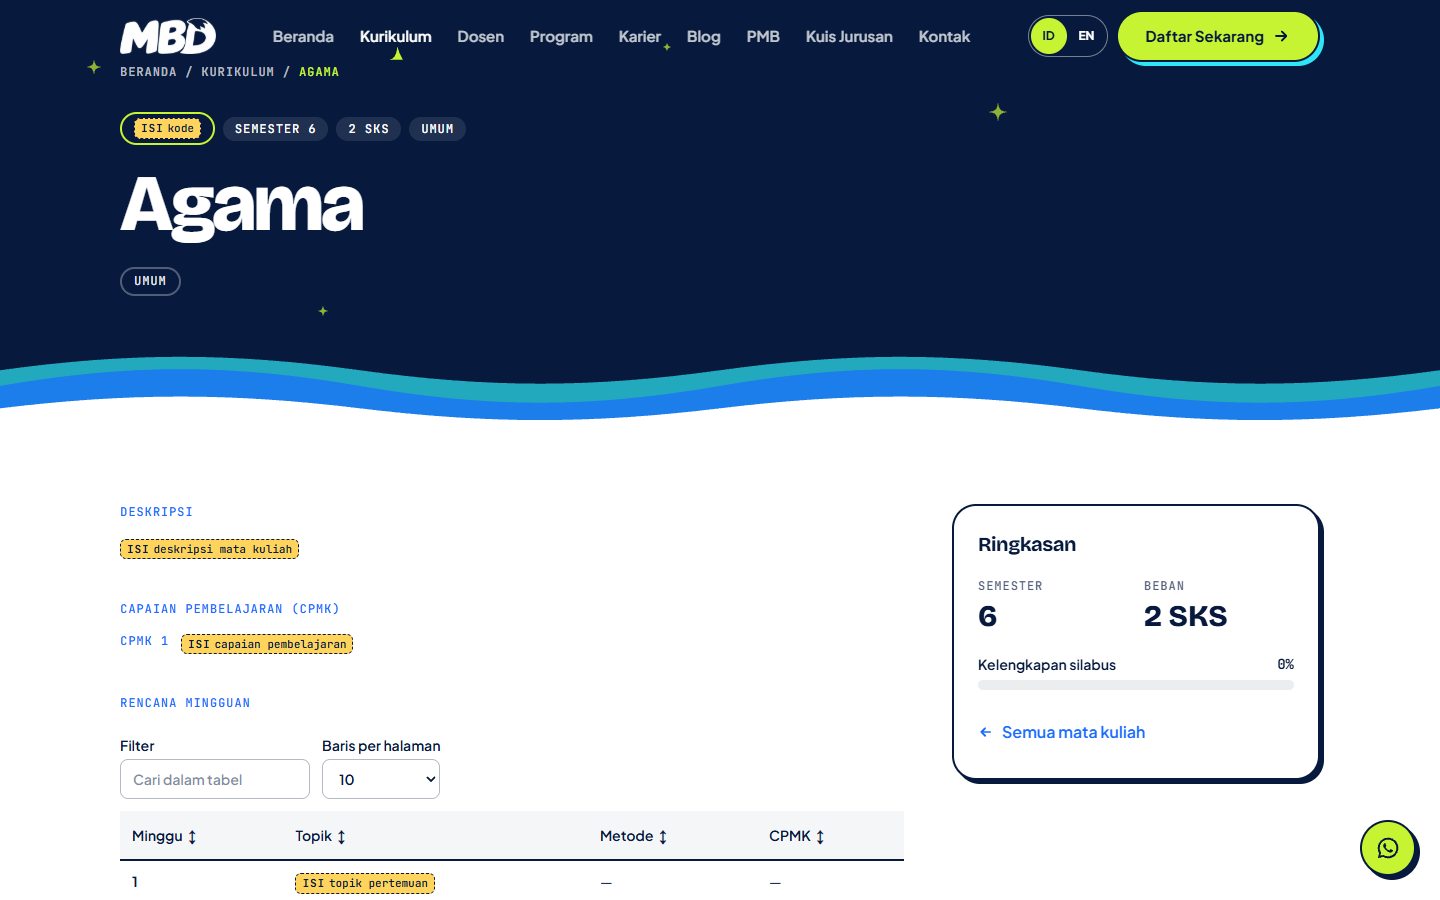 MBD Beranda Kurikulum Dosen Program Karier Blog PMB Kuis Jurusan Kontak ID EN Daftar Sekarang →
BERANDA / KURIKULUM / AGAMA
ISI kode SEMESTER 6 2 SKS UMUM
Agama
UMUM
DESKRIPSI
ISI deskripsi mata kuliah
CAPAIAN PEMBELAJARAN (CPMK)
CPMK 1 ISI capaian pembelajaran
RENCANA MINGGUAN
Filter Baris per halaman
Cari dalam tabel 10
Minggu ↕ Topik ↕ Metode ↕ CPMK ↕
1 ISI topik pertemuan — —
Ringkasan
SEMESTER BEBAN
6 2 SKS
Kelengkapan silabus 0%
← Semua mata kuliah